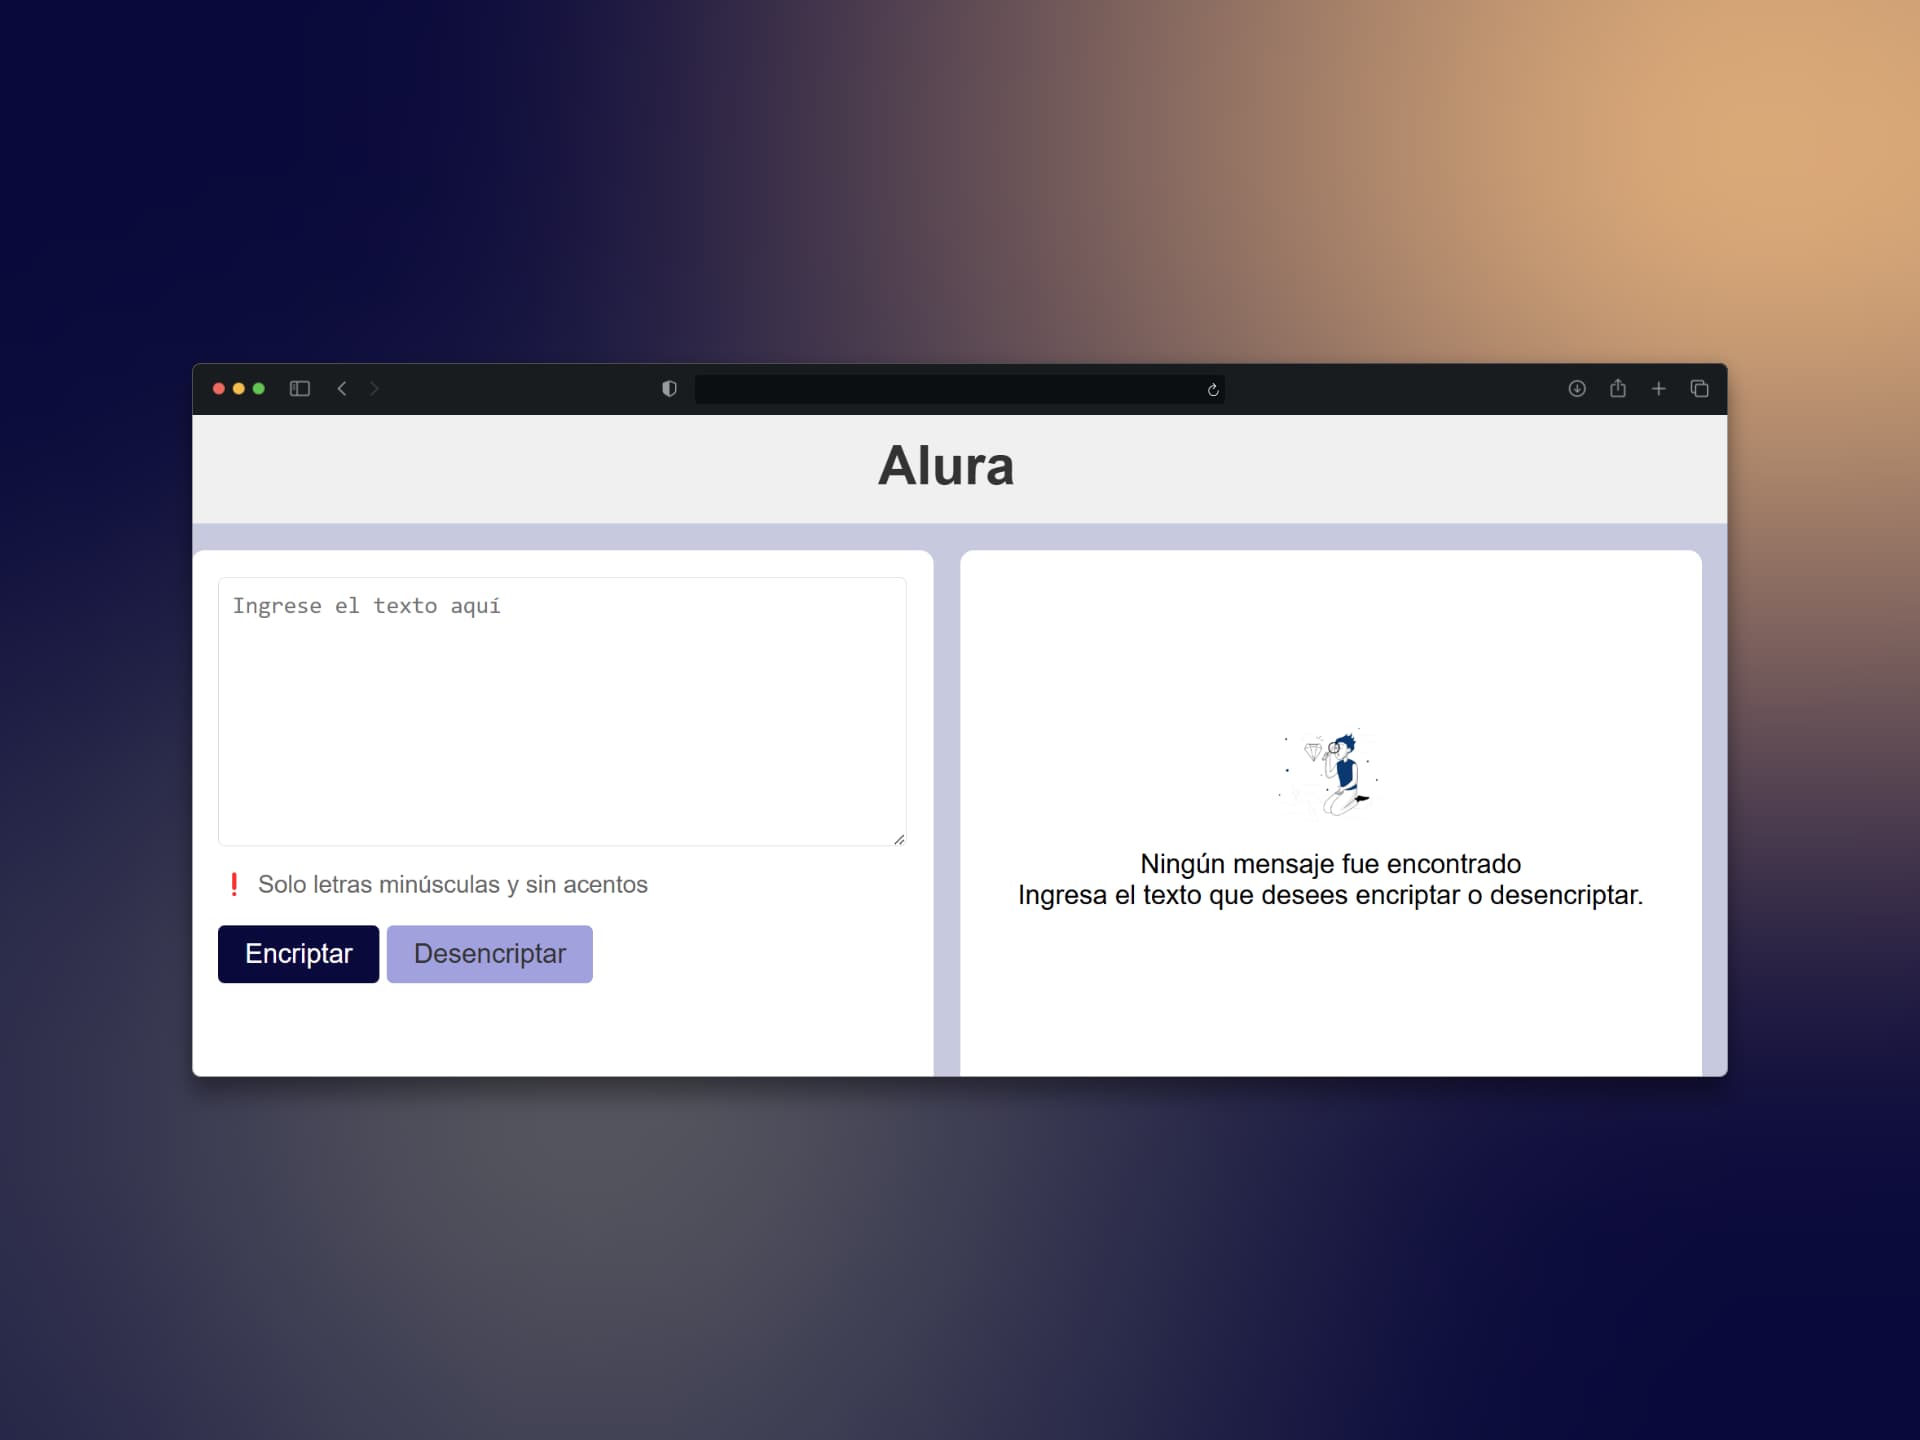 Alura
Ingrese el texto aquí
❗ Solo letras minúsculas y sin acentos
Encriptar
Desencriptar
Ningún mensaje fue encontrado
Ingresa el texto que desees encriptar o desencriptar.